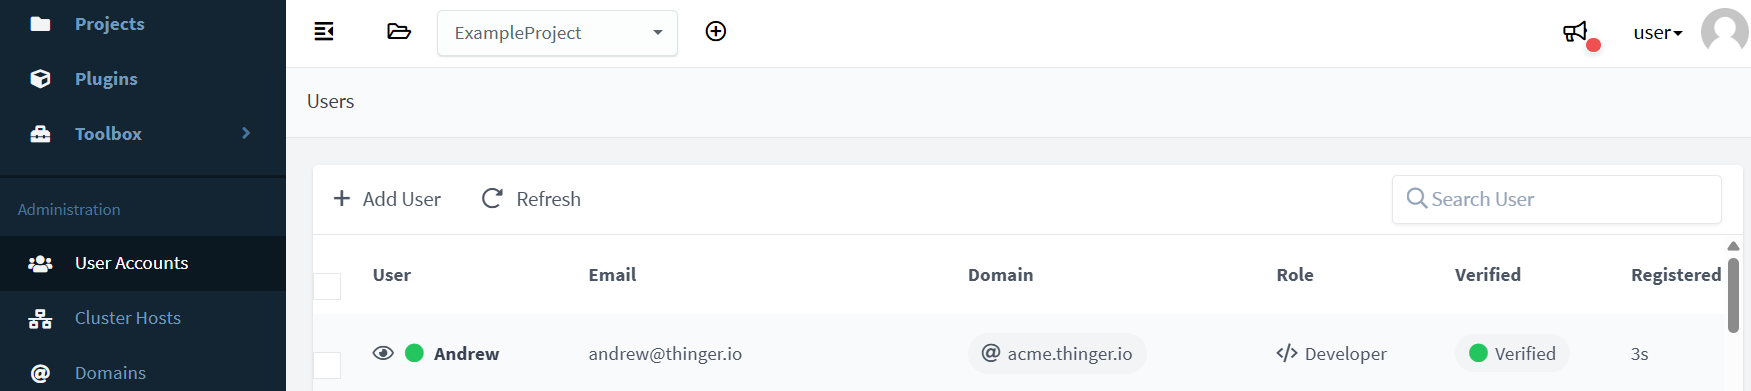 Projects
Plugins
Toolbox
Administration
User Accounts
Cluster Hosts
Domains
ExampleProject
user
Users
Add User Refresh Search User
User Email Domain Role Verified Registered
Andrew andrew@thinger.io acme.thinger.io Developer Verified 3s